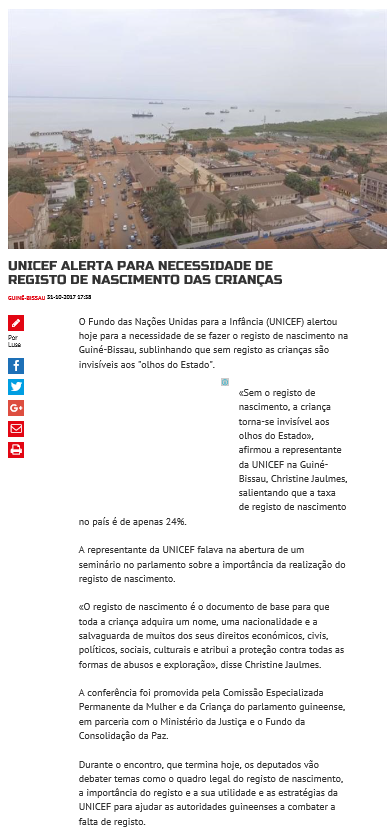 UNICEF ALERTA PARA NECESSIDADE DE
REGISTO DE NASCIMENTO DAS CRIANÇAS
GUINÉ-BISSAU 31-10-2017 17:58
Por
Lusa
O Fundo das Nações Unidas para a Infância (UNICEF) alertou
hoje para a necessidade de se fazer o registo de nascimento na
Guiné-Bissau, sublinhando que sem registo as crianças são
invisíveis aos "olhos do Estado".
«Sem o registo de
nascimento, a criança
torna-se invisível aos
olhos do Estado»,
afirmou a representante
da UNICEF na Guiné-
Bissau, Christine Jaulmes,
salientando que a taxa
de registo de nascimento
no país é de apenas 24%.
A representante da UNICEF falava na abertura de um
seminário no parlamento sobre a importância da realização do
registo de nascimento.
«O registo de nascimento é o documento de base para que
toda a criança adquira um nome, uma nacionalidade e a
salvaguarda de muitos dos seus direitos económicos, civis,
políticos, sociais, culturais e atribui a proteção contra todas as
formas de abusos e exploração», disse Christine Jaulmes.
A conferência foi promovida pela Comissão Especializada
Permanente da Mulher e da Criança do parlamento guineense,
em parceria com o Ministério da Justiça e o Fundo da
Consolidação da Paz.
Durante o encontro, que termina hoje, os deputados vão
debater temas como o quadro legal do registo de nascimento,
a importância do registo e a sua utilidade e as estratégias da
UNICEF para ajudar as autoridades guineenses a combater a
falta de registo.